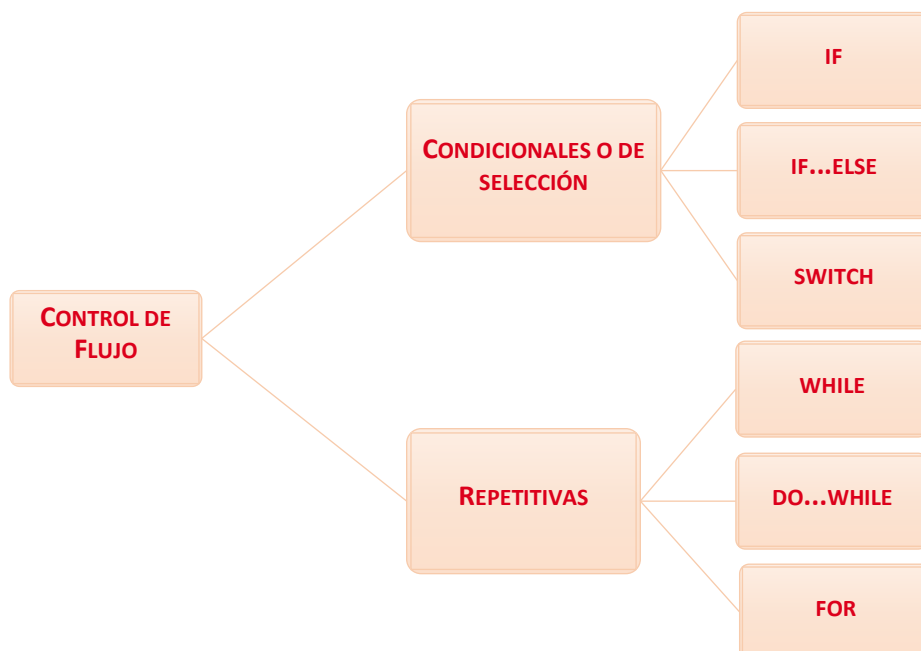 CONTROL DE
FLUJO
CONDICIONALES O DE
SELECCIÓN
IF
IF...ELSE
SWITCH
REPETITIVAS
WHILE
DO...WHILE
FOR